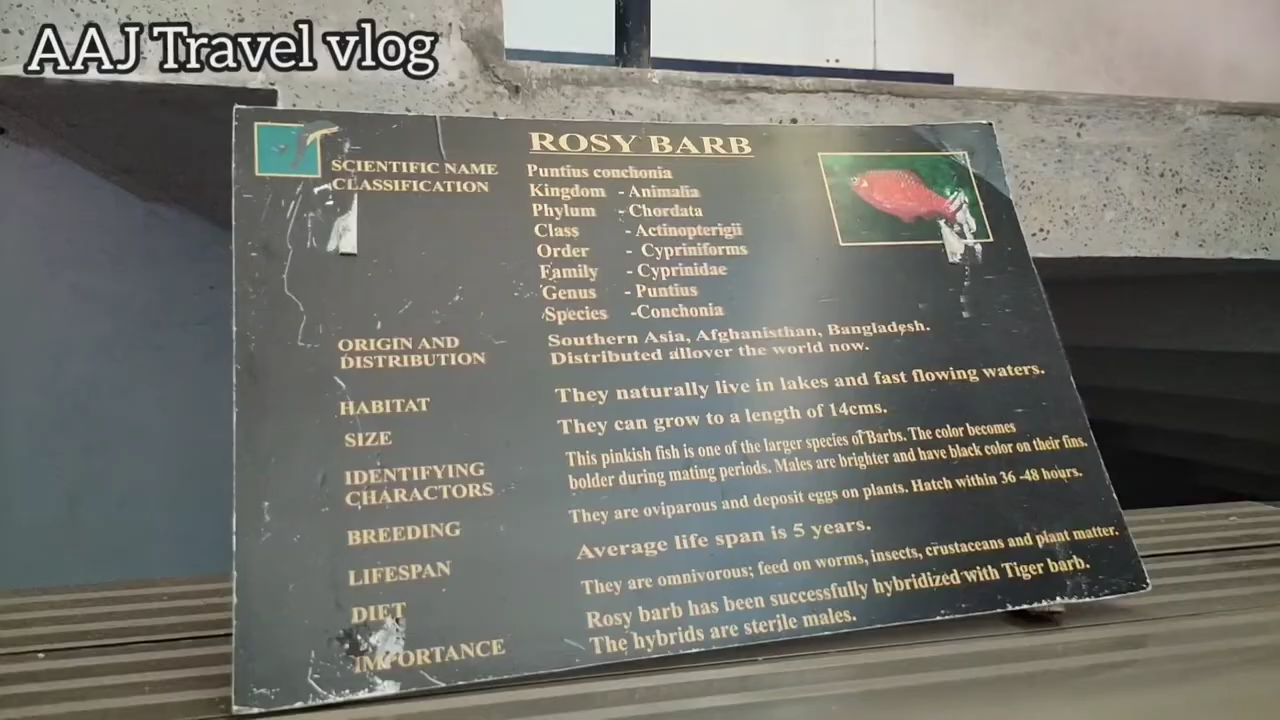 AAJ Travel vlog
ROSY BARB
SCIENTIFIC NAME Puntius conchonia
CLASSIFICATION Kingdom - Animalia
Phylum - Chordata
Class - Actinopterigii
Order - Cypriniforms
Family - Cyprinidae
Genus - Puntius
Species -Conchonia
ORIGIN AND DISTRIBUTION
Southern Asia, Afghanisthan, Bangladesh.
Distributed allover the world now.
HABITAT They naturally live in lakes and fast flowing waters.
SIZE They can grow to a length of 14cms.
IDENTIFYING CHARACTORS
This pinkish fish is one of the larger species of Barbs. The color becomes
bolder during mating periods. Males are brighter and have black color on their fins.
BREEDING They are oviparous and deposit eggs on plants. Hatch within 36 -48 hours.
LIFESPAN Average life span is 5 years.
DIET They are omnivorous; feed on worms, insects, crustaceans and plant matter.
IMPORTANCE Rosy barb has been successfully hybridized with Tiger barb.
The hybrids are sterile males.